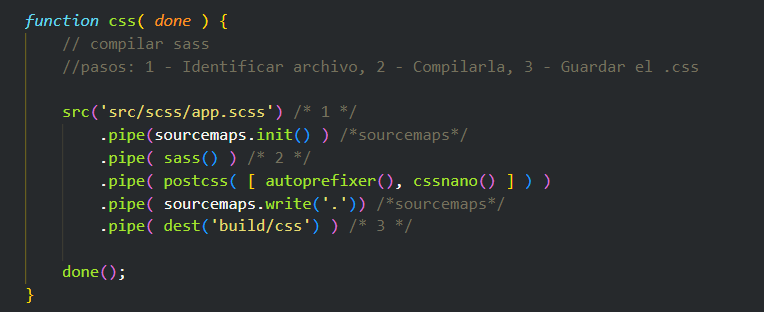 function css( done ) {
// compilar sass
//pasos: 1 - Identificar archivo, 2 - Compilarla, 3 - Guardar el .css
src('src/scss/app.scss') /* 1 */
.pipe(sourcemaps.init() ) /*sourcemaps*/
.pipe( sass() ) /* 2 */
.pipe( postcss( [ autoprefixer(), cssnano() ] ) )
.pipe( sourcemaps.write('.')) /*sourcemaps*/
.pipe( dest('build/css') ) /* 3 */
done();
}